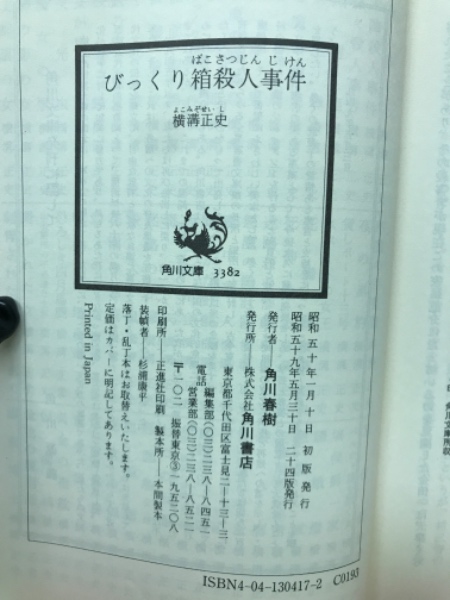 びっくり箱殺人事件
ばこさつじんじけん
横溝正史
よこみぞせいし
角川文庫 3382
昭和五十年一月十日 初版発行
昭和五十九年五月三十日 二十四版発行
発行者――角川春樹
発行所――株式会社角川書店
東京都千代田区富士見二―十三―三
電話 編集部(〇三)二三八―八四五一
営業部(〇三)二三八―八五二一
〒一〇二 振替東京③一九五二〇八
印刷所――正進社印刷 製本所――本間製本
装幀者――杉浦康平
落丁・乱丁本はお取替えいたします。
定価はカバーに明記してあります。
Printed in Japan
ISBN4-04-130417-2 C0193